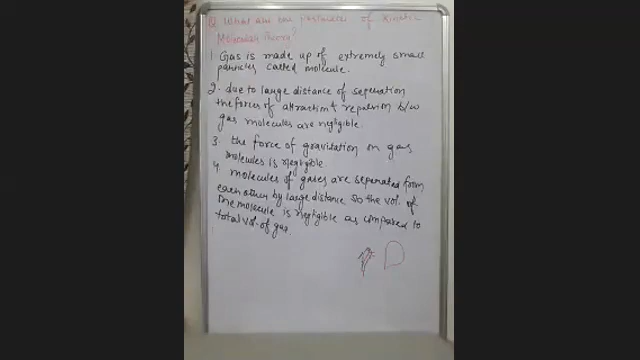 Q What are the postulates of Kinetic
Molecular theory?
1 Gas is made up of extremely small
particles called molecule.
2. due to large distance of seperation
the forces of attraction & repulsion b/w
gas molecules are negligible.
3. the force of gravitation on gas
molecules is negligible
4. molecules of gases are separated from
each other by large distance so the vol. of
the molecule is negligible as compared to
total vol. of gas.